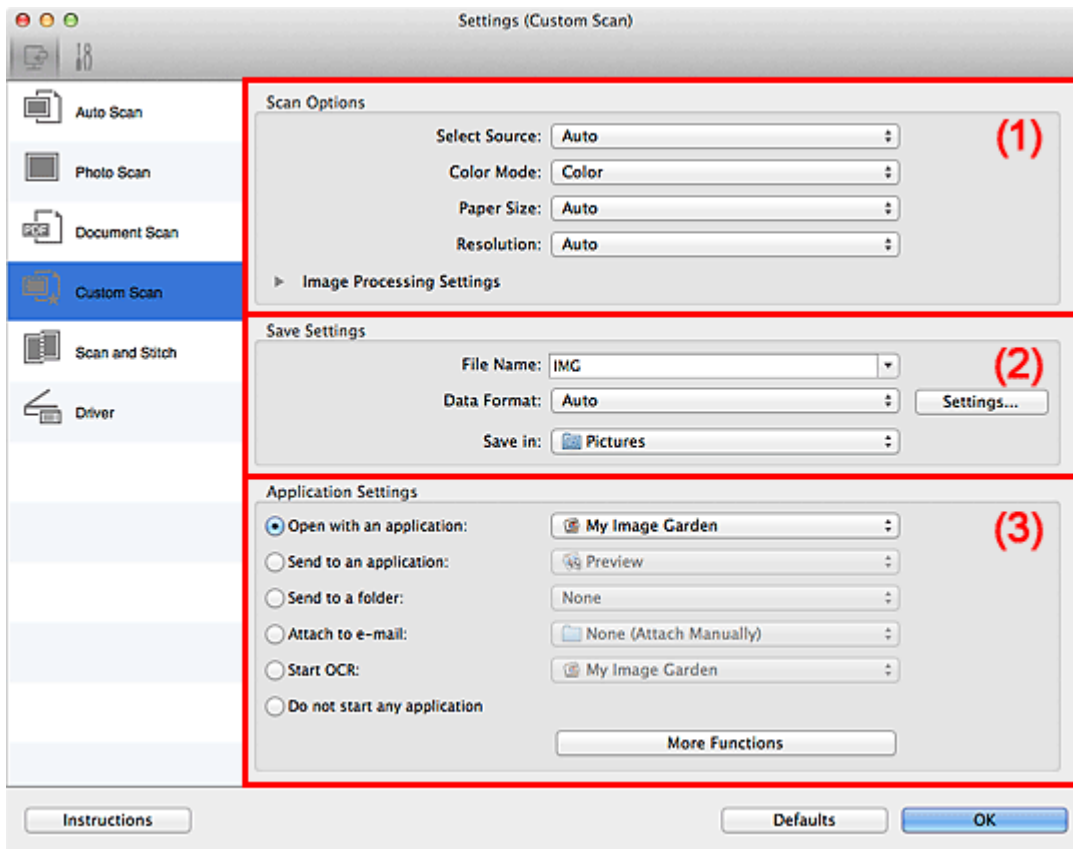 Settings (Custom Scan)
Auto Scan
Photo Scan
PDF
Document Scan
Custom Scan
Scan and Stitch
Driver
Scan Options
(1)
Select Source: Auto
Color Mode: Color
Paper Size: Auto
Resolution: Auto
Image Processing Settings
Save Settings
(2)
File Name: IMG
Data Format: Auto Settings...
Save in: Pictures
Application Settings
(3)
Open with an application: My Image Garden
Send to an application: Preview
Send to a folder: None
Attach to e-mail: None (Attach Manually)
Start OCR: My Image Garden
Do not start any application
More Functions
Instructions Defaults OK